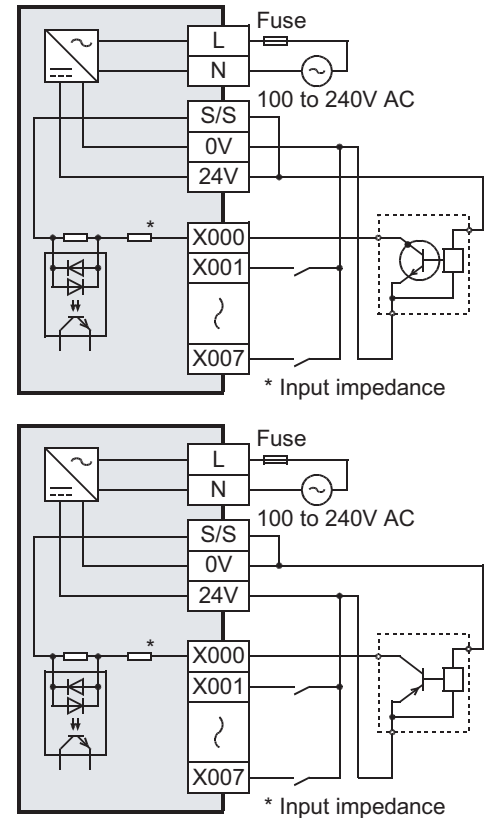 Fuse
L
N
100 to 240V AC
S/S
0V
24V
*
X000
X001
X007
* Input impedance
Fuse
L
N
100 to 240V AC
S/S
0V
24V
*
X000
X001
X007
* Input impedance